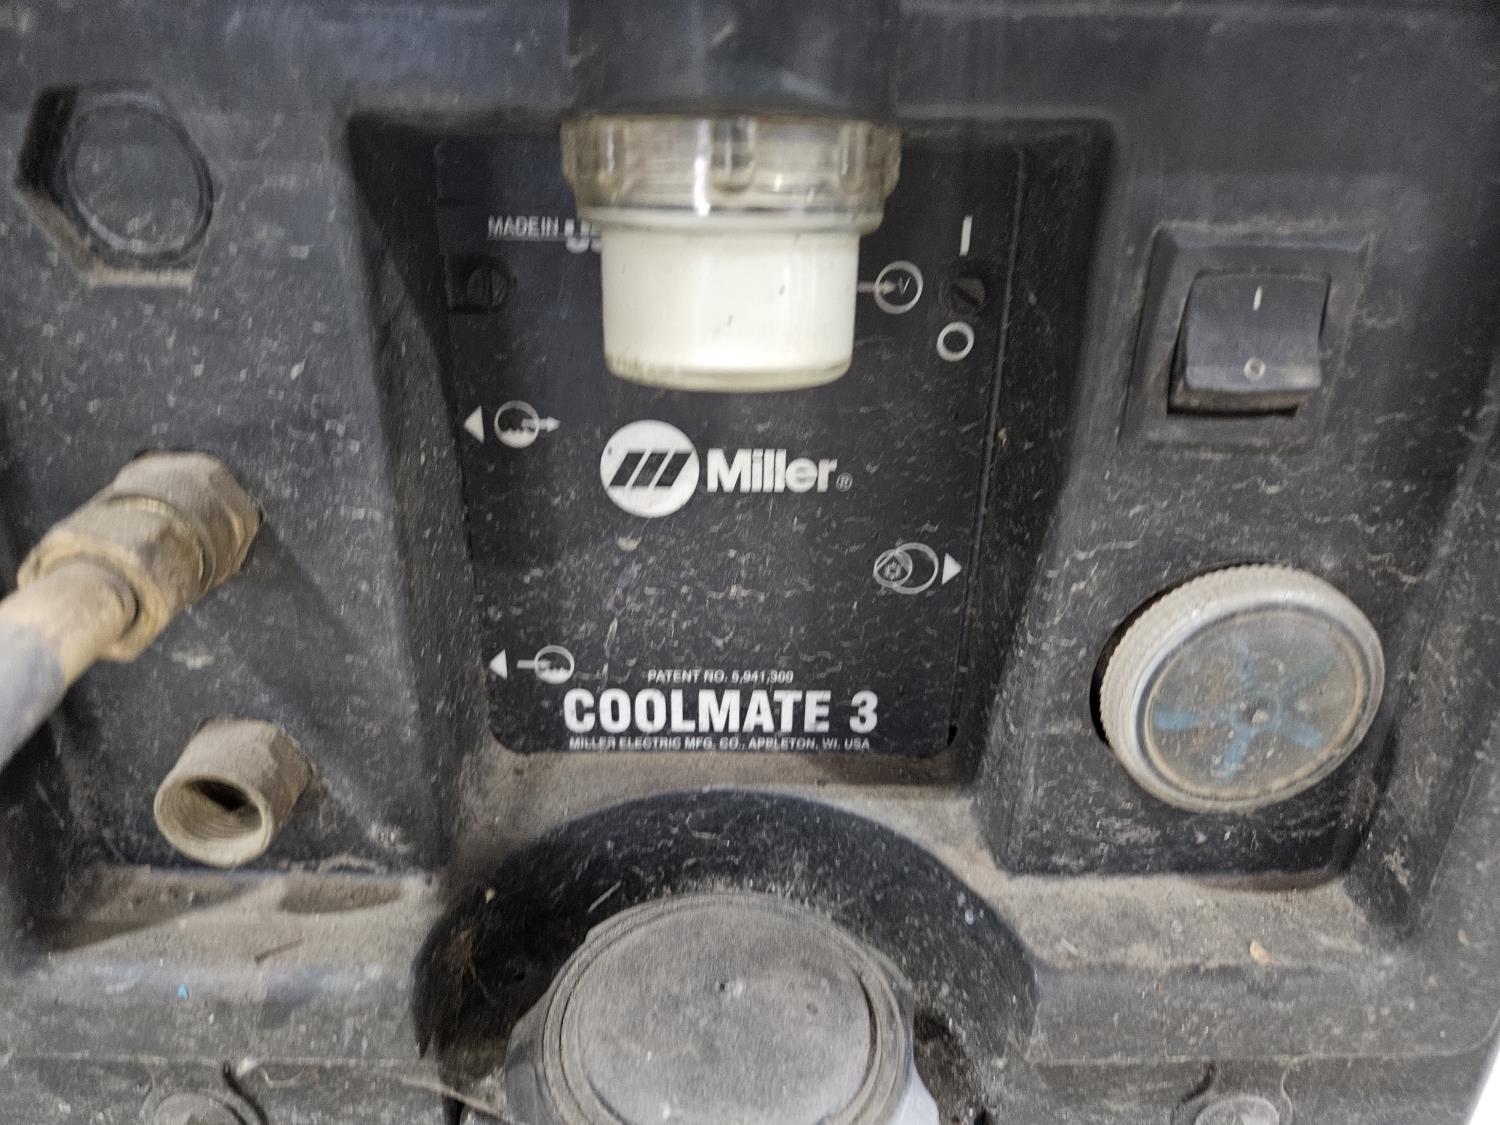 MADE IN
Miller®
PATENT NO. 5,941,300
COOLMATE 3
MILLER ELECTRIC MFG. CO., APPLETON, WI. USA